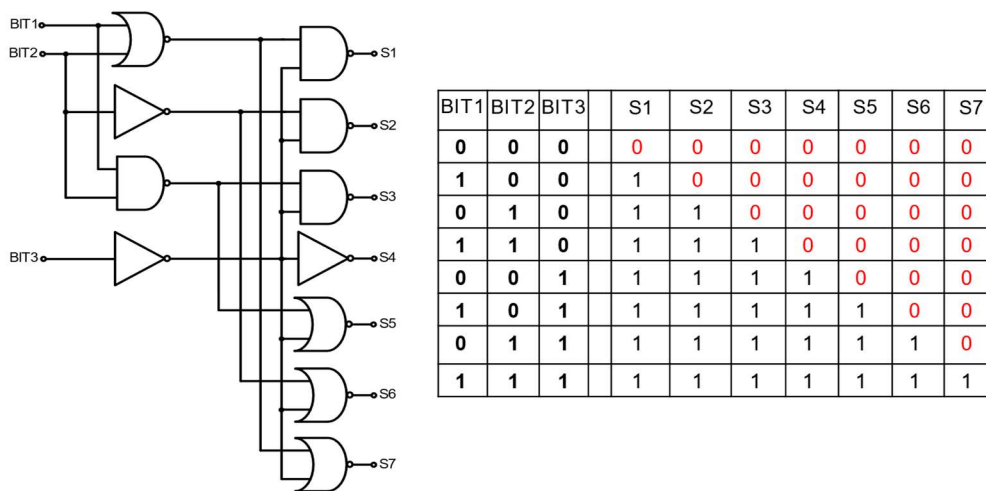 BIT1
BIT2
BIT3
S1
S2
S3
S4
S5
S6
S7
BIT1 BIT2 BIT3 S1 S2 S3 S4 S5 S6 S7
0 0 0 0 0 0 0 0 0 0
1 0 0 1 0 0 0 0 0 0
0 1 0 1 1 0 0 0 0 0
1 1 0 1 1 1 0 0 0 0
0 0 1 1 1 1 1 0 0 0
1 0 1 1 1 1 1 1 0 0
0 1 1 1 1 1 1 1 1 0
1 1 1 1 1 1 1 1 1 1